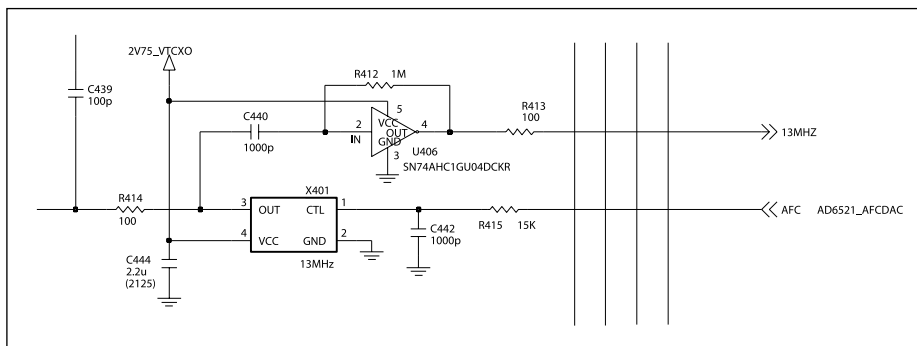 2V75_VTCXO
C439
100p
R412 1M
C440
1000p
5
VCC
2
OUT
4
IN
GND
3
U406
SN74AHC1GU04DCKR
R413
100
13MHZ
R414
100
X401
3 OUT CTL 1
4 VCC GND 2
13MHz
C442
1000p
R415 15K
AFC AD6521_AFCDAC
C444
2.2u
(2125)